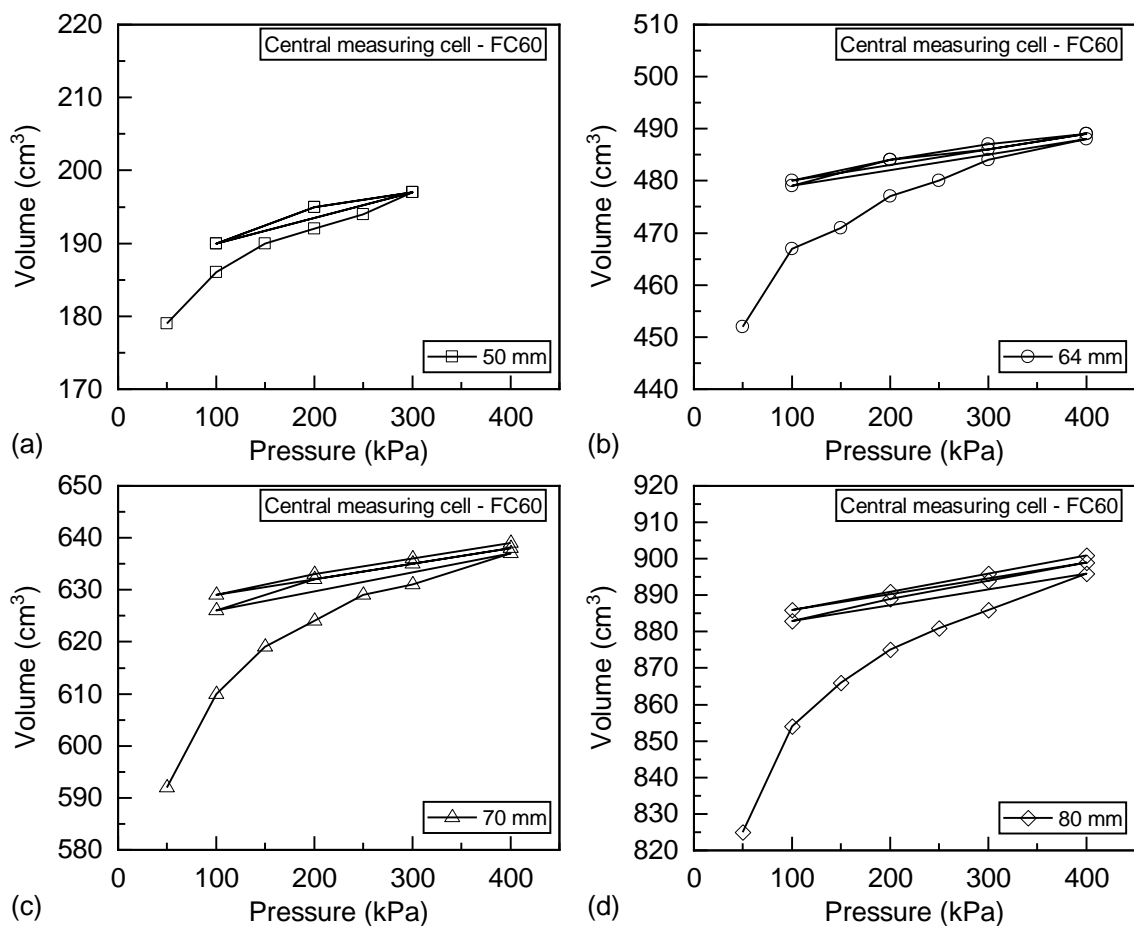 Central measuring cell - FC60
Volume (cm³)
220
210
200
190
180
170
50 mm
0 100 200 300 400
(a) Pressure (kPa)
Central measuring cell - FC60
Volume (cm³)
510
500
490
480
470
460
450
440
64 mm
0 100 200 300 400
(b) Pressure (kPa)
Central measuring cell - FC60
Volume (cm³)
650
640
630
620
610
600
590
580
70 mm
0 100 200 300 400
(c) Pressure (kPa)
Central measuring cell - FC60
Volume (cm³)
920
910
900
890
880
870
860
850
840
830
820
80 mm
0 100 200 300 400
(d) Pressure (kPa)